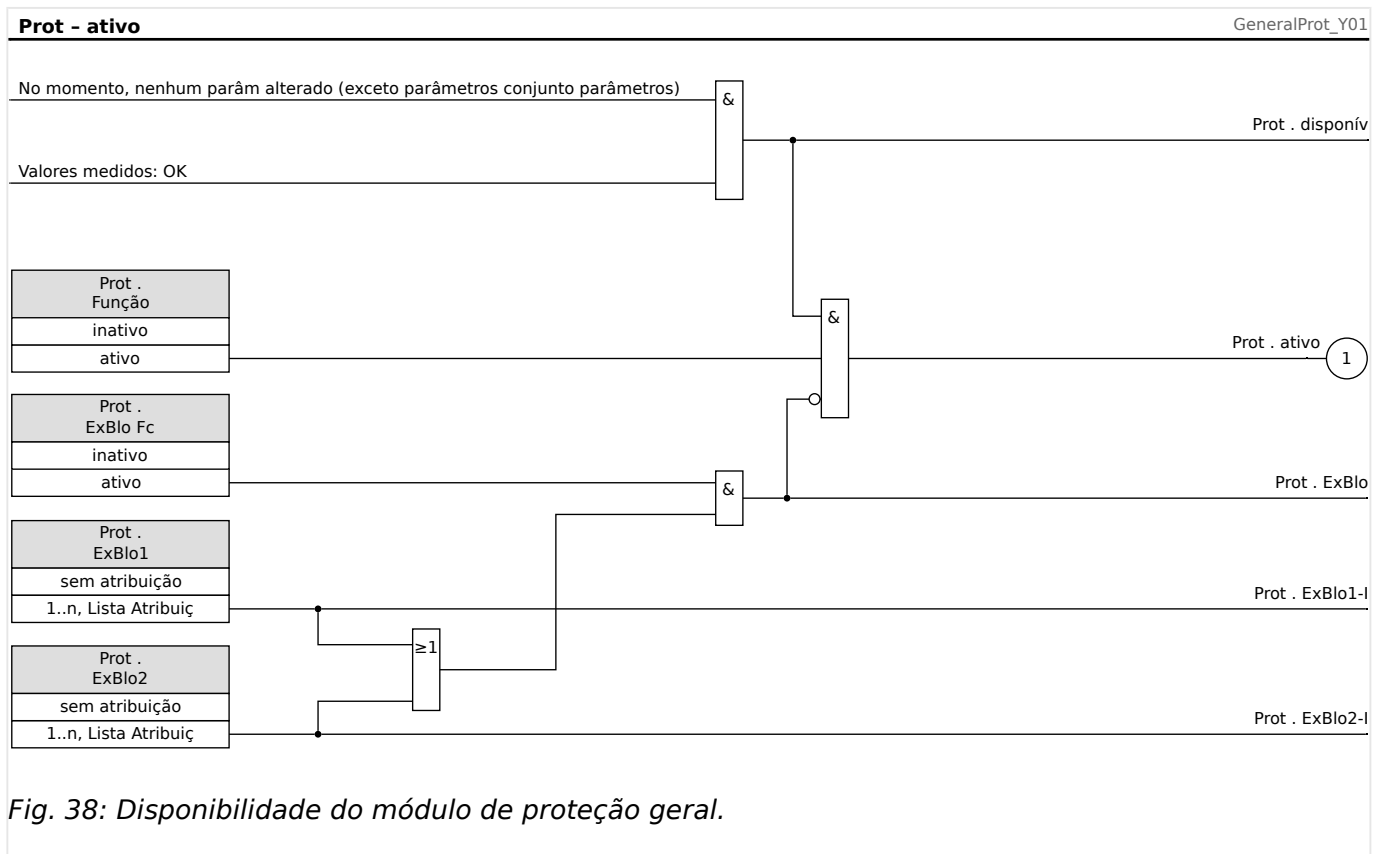 Prot – ativo
GeneralProt_Y01
No momento, nenhum parâm alterado (exceto parâmetros conjunto parâmetros)
&
Prot . disponív
Valores medidos: OK
Prot .
Função
inativo
ativo
&
Prot . ativo
1
Prot .
ExBlo Fc
inativo
ativo
&
Prot . ExBlo
Prot .
ExBlo1
sem atribuição
1..n, Lista Atribuiç
Prot . ExBlo1-I
≥1
Prot .
ExBlo2
sem atribuição
1..n, Lista Atribuiç
Prot . ExBlo2-I
Fig. 38: Disponibilidade do módulo de proteção geral.